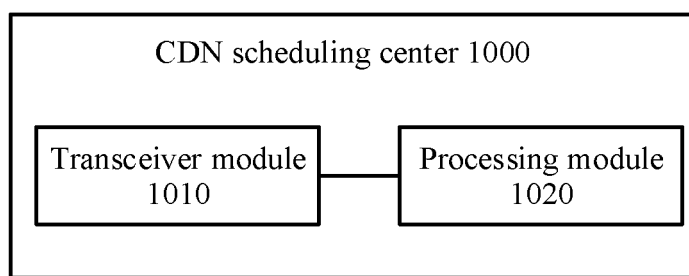 CDN scheduling center 1000
Transceiver module
1010
Processing module
1020